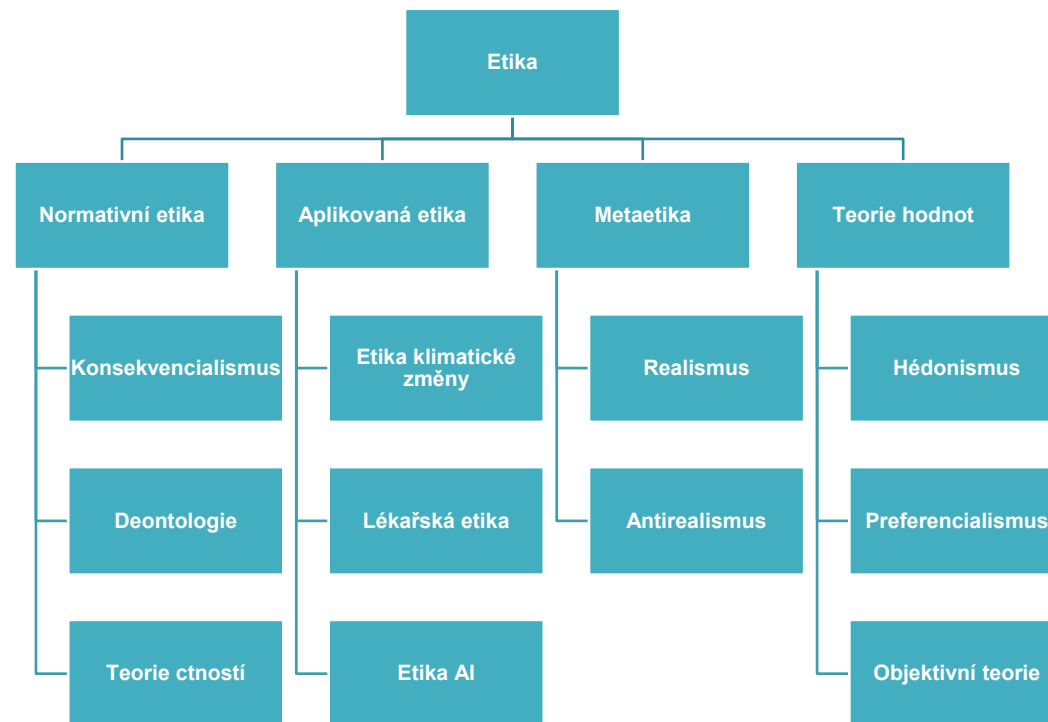 Etika
Normativní etika
Aplikovaná etika
Metaetika
Teorie hodnot
Konsekvencialismus
Etika klimatické
změny
Realismus
Hédonismus
Deontologie
Lékařská etika
Antirealismus
Preferencialismus
Teorie ctností
Etika AI
Objektivní teorie